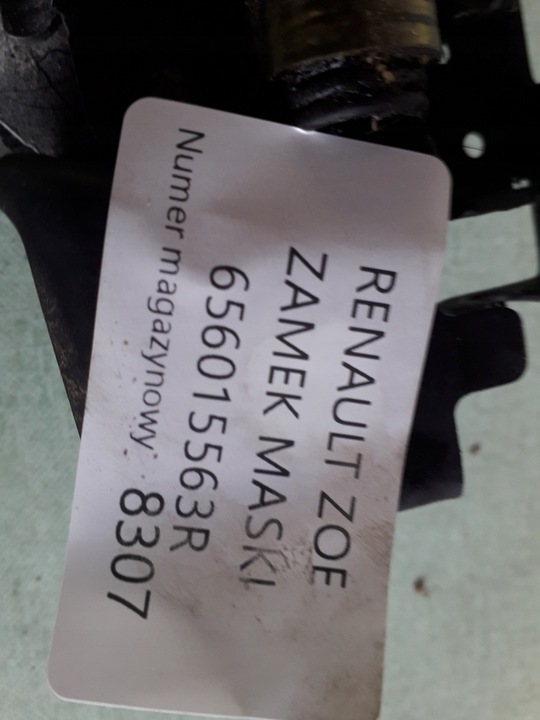 RENAULT ZOE
ZAMEK MASKI
656015563R
Numer magazynowy: 8307